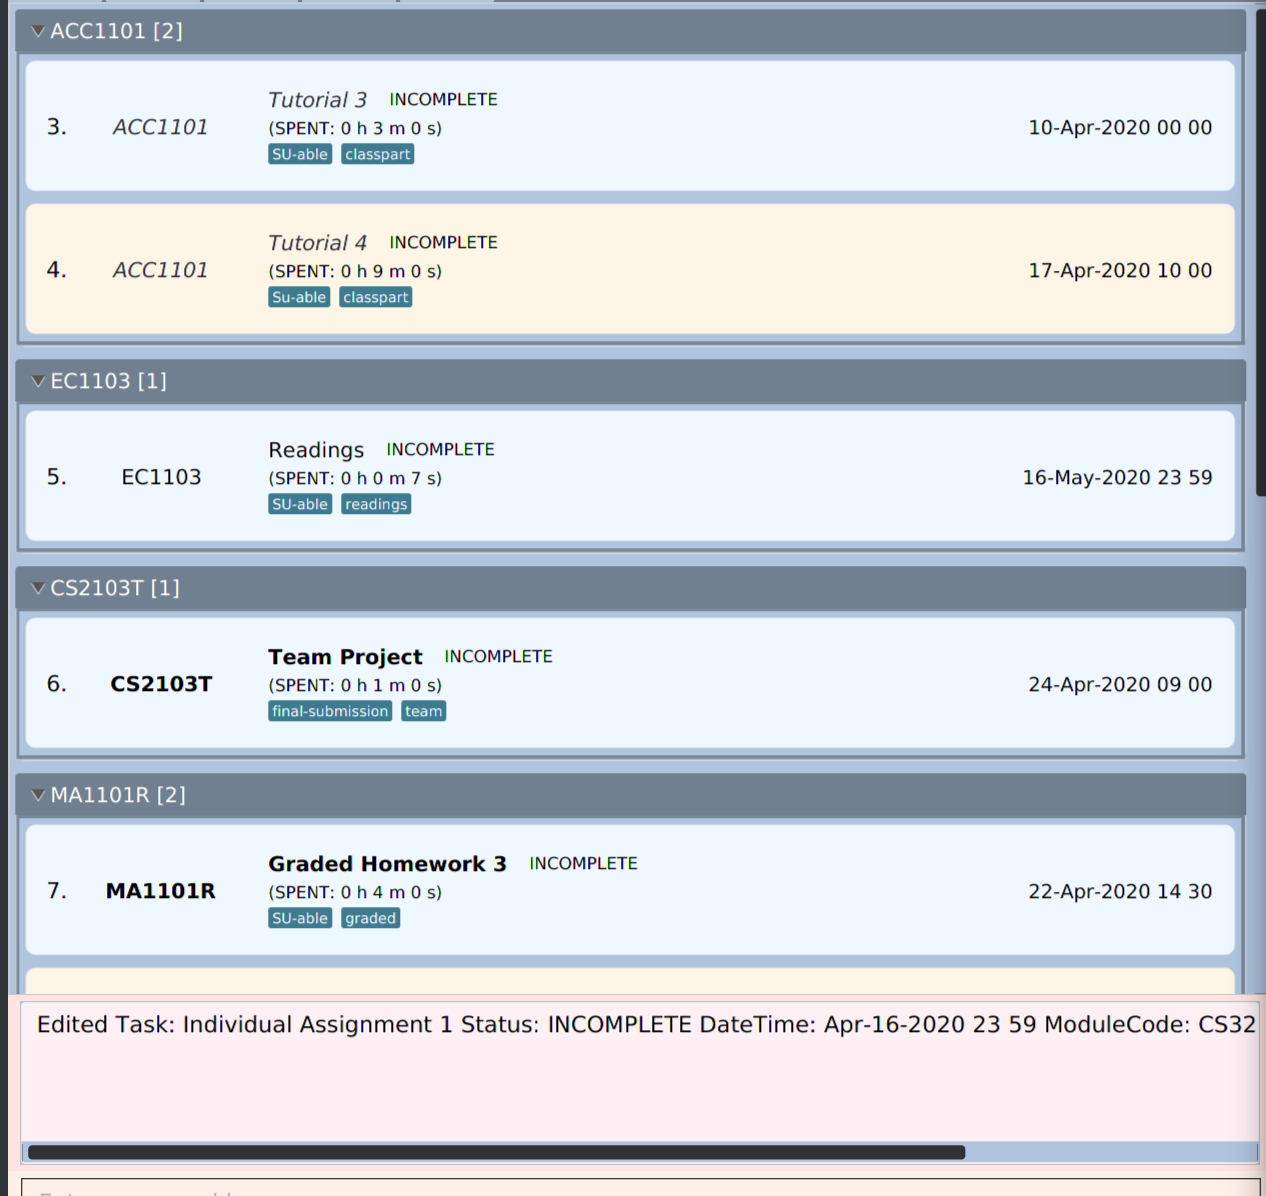 ACC1101 [2]
3. ACC1101 Tutorial 3 INCOMPLETE 10-Apr-2020 00 00
(SPENT: 0 h 3 m 0 s)
SU-able classpart
4. ACC1101 Tutorial 4 INCOMPLETE 17-Apr-2020 10 00
(SPENT: 0 h 9 m 0 s)
Su-able classpart
EC1103 [1]
5. EC1103 Readings INCOMPLETE 16-May-2020 23 59
(SPENT: 0 h 0 m 7 s)
SU-able readings
CS2103T [1]
6. CS2103T Team Project INCOMPLETE 24-Apr-2020 09 00
(SPENT: 0 h 1 m 0 s)
final-submission team
MA1101R [2]
7. MA1101R Graded Homework 3 INCOMPLETE 22-Apr-2020 14 30
(SPENT: 0 h 4 m 0 s)
SU-able graded
Edited Task: Individual Assignment 1 Status: INCOMPLETE DateTime: Apr-16-2020 23 59 ModuleCode: CS32